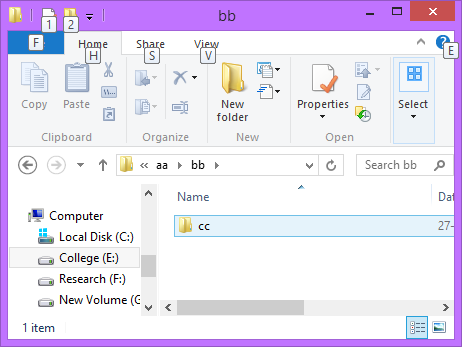 bb
1 2
F Home Share View
H S V E
Copy Paste New folder Properties Select
Clipboard Organize New Open
« aa bb Search bb
Name Dat
Computer
Local Disk (C:)
cc 27-
College (E:)
Research (F:)
New Volume (G
1 item